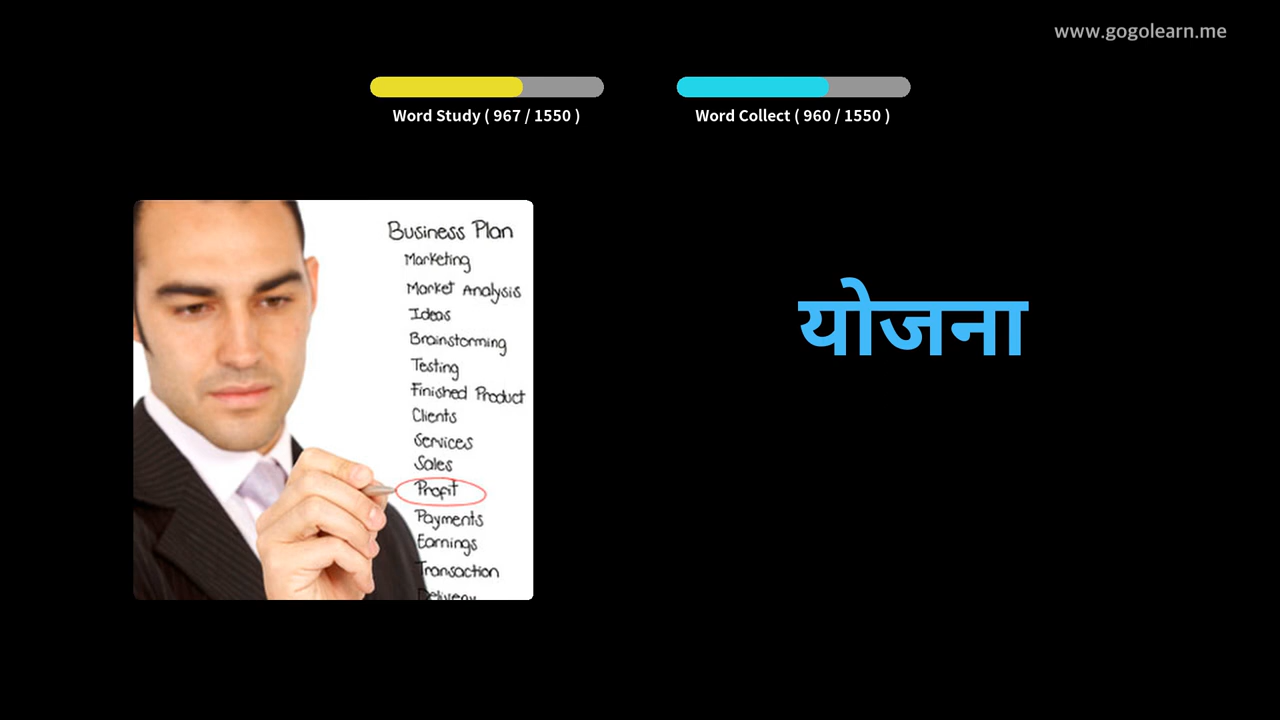 www.gogolearn.me
Word Study ( 967 / 1550 )
Word Collect ( 960 / 1550 )
Business Plan
Marketing
Market Analysis
Ideas
Brainstorming
Testing
Finished Product
Clients
Services
Sales
Profit
Payments
Earnings
Transaction
Delivery
योजना